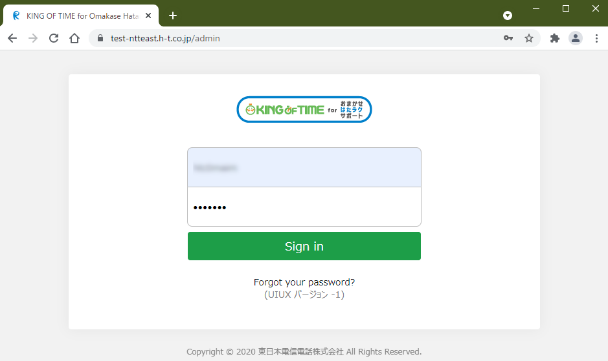 KING OF TIME for Omakase Hata
test-ntteast.h-t.co.jp/admin
KING OF TIME for おまかせ はたラク サポート
Sign in
Forgot your password?
(UIUX バージョン -1)
Copyright © 2020 東日本電信電話株式会社 All Rights Reserved.